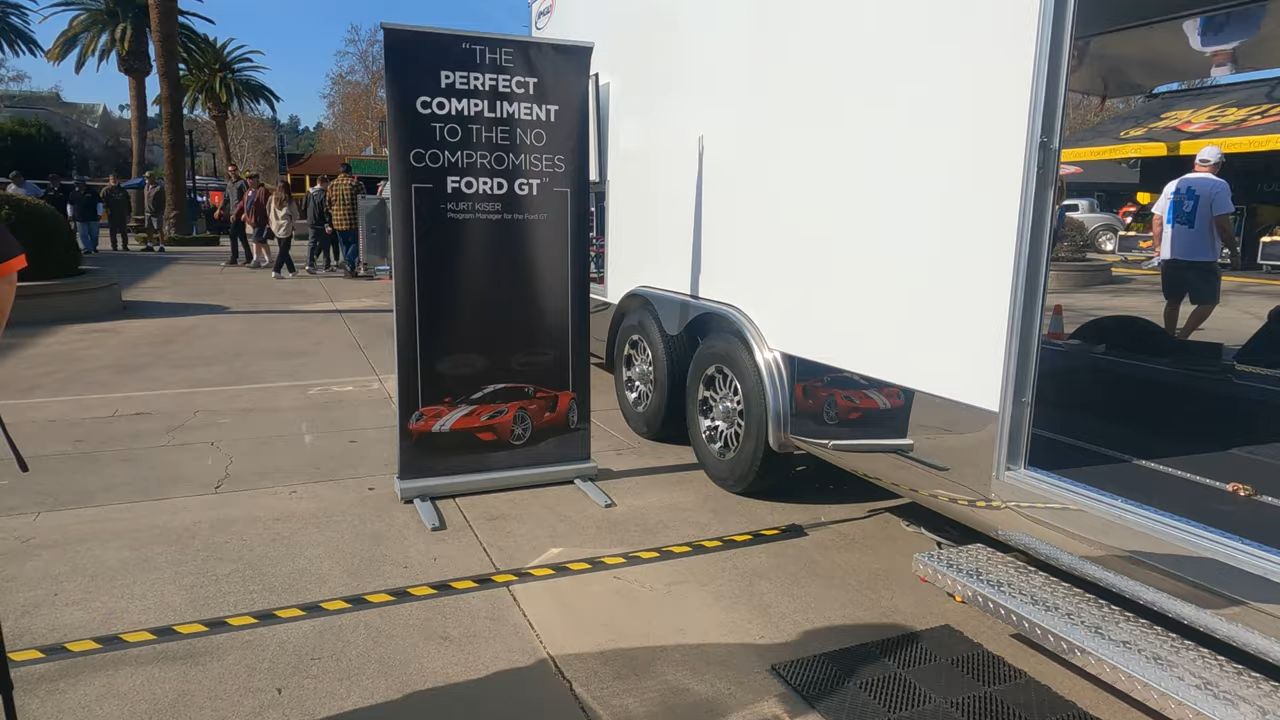 “THE
PERFECT
COMPLIMENT
TO THE NO
COMPROMISES
FORD GT”
- KURT KISER
Program Manager for the Ford GT